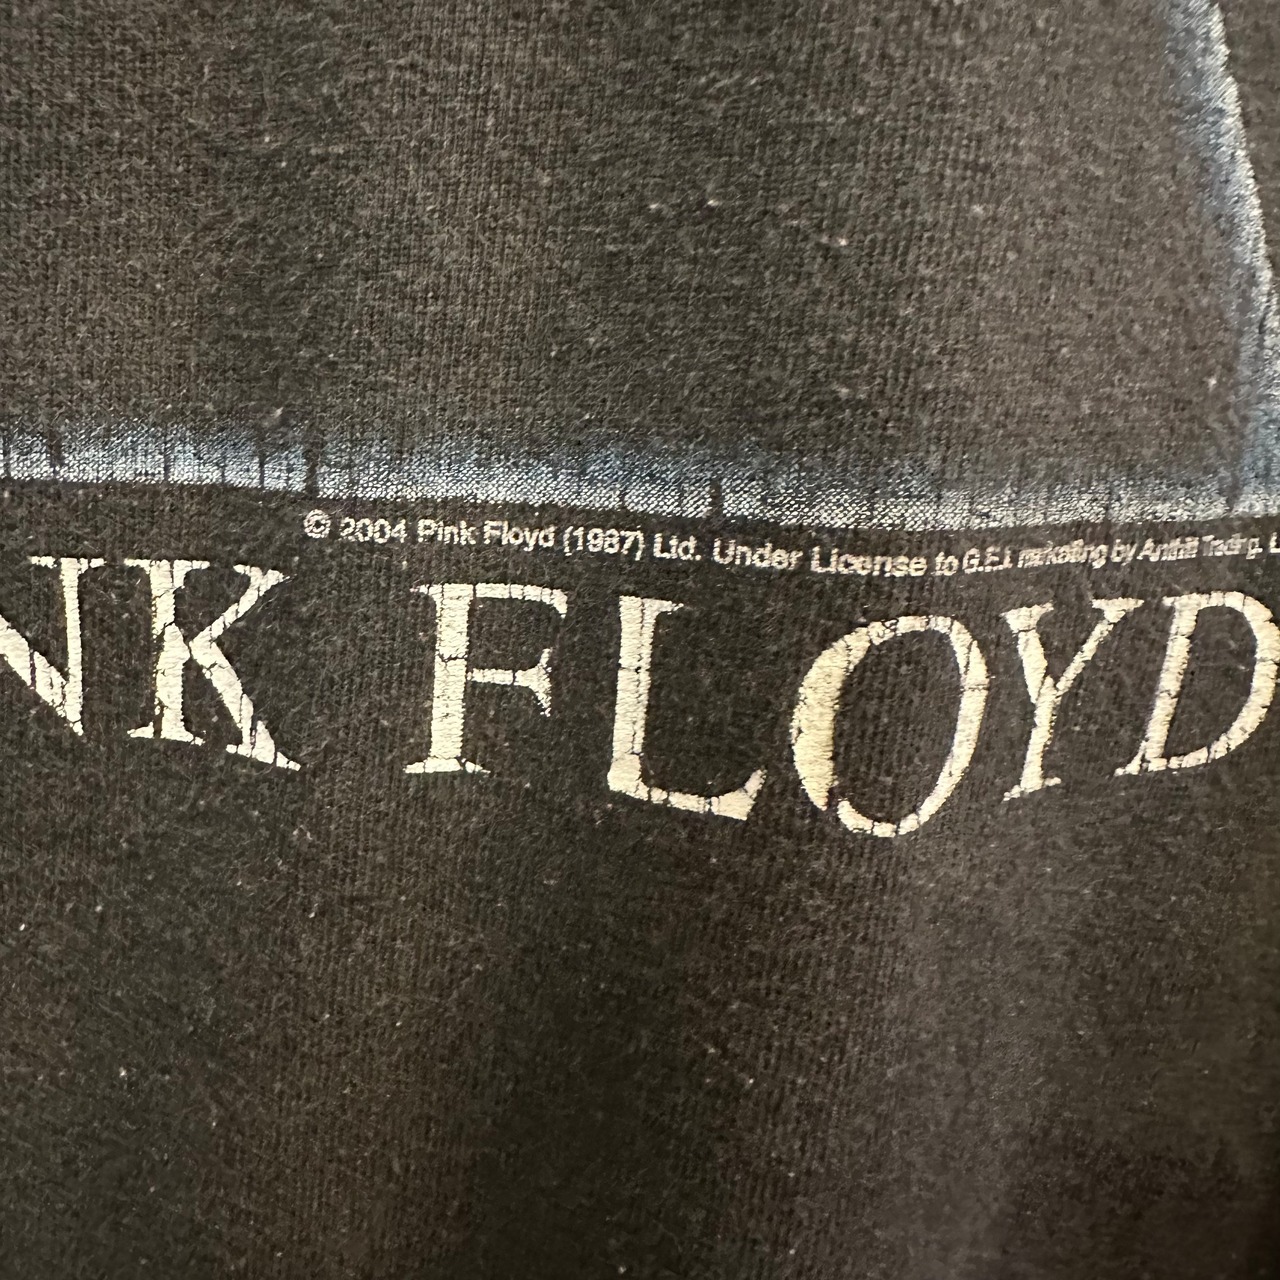 © 2004 Pink Floyd (1987) Ltd. Under License to G.E.I. marketing by Anthill Trading. L
NK FLOYD